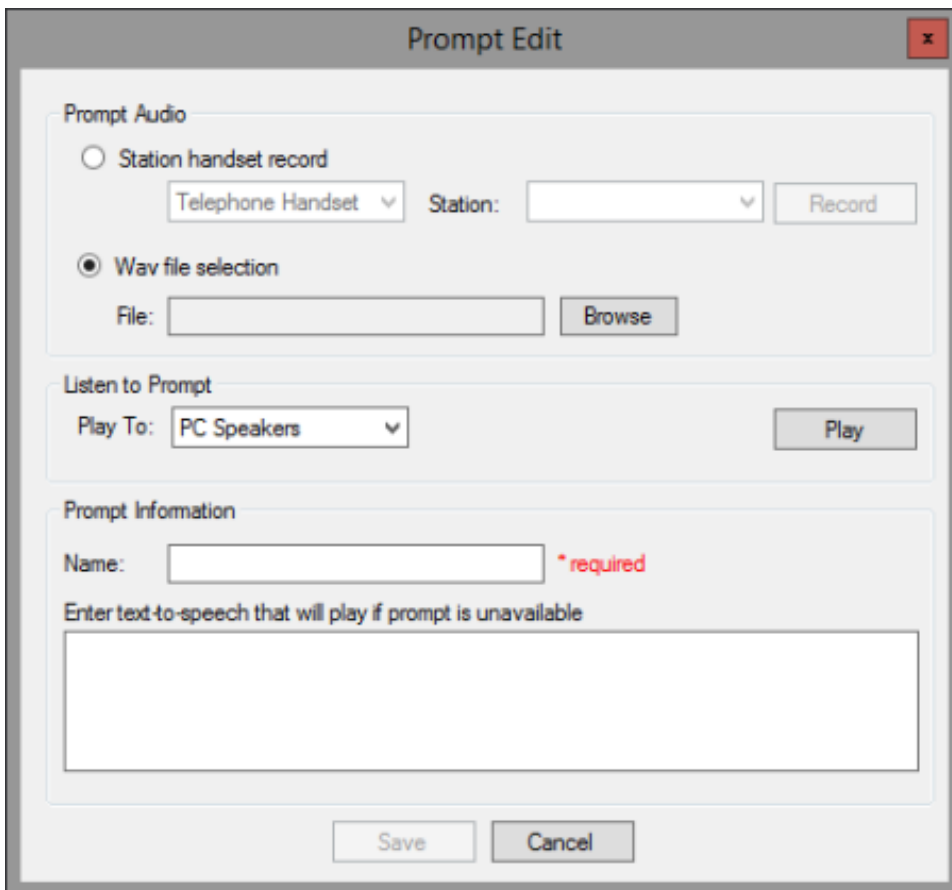 Prompt Edit
x
Prompt Audio
Station handset record
Telephone Handset Station: Record
Wav file selection
File: Browse
Listen to Prompt
Play To: PC Speakers Play
Prompt Information
Name: * required
Enter text-to-speech that will play if prompt is unavailable
Save Cancel